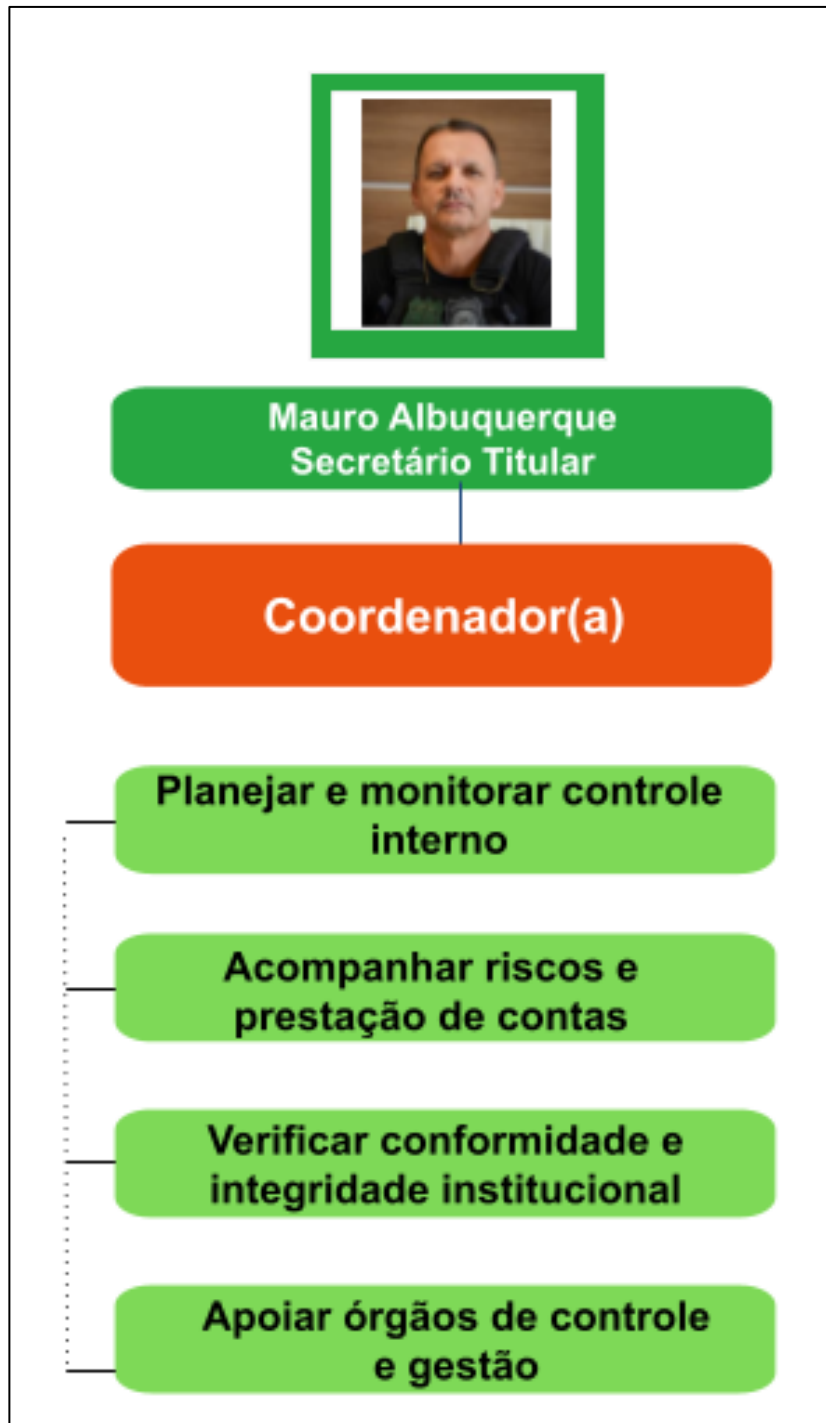 Mauro Albuquerque
Secretário Titular
Coordenador(a)
Planejar e monitorar controle
interno
Acompanhar riscos e
prestação de contas
Verificar conformidade e
integridade institucional
Apoiar órgãos de controle
e gestão